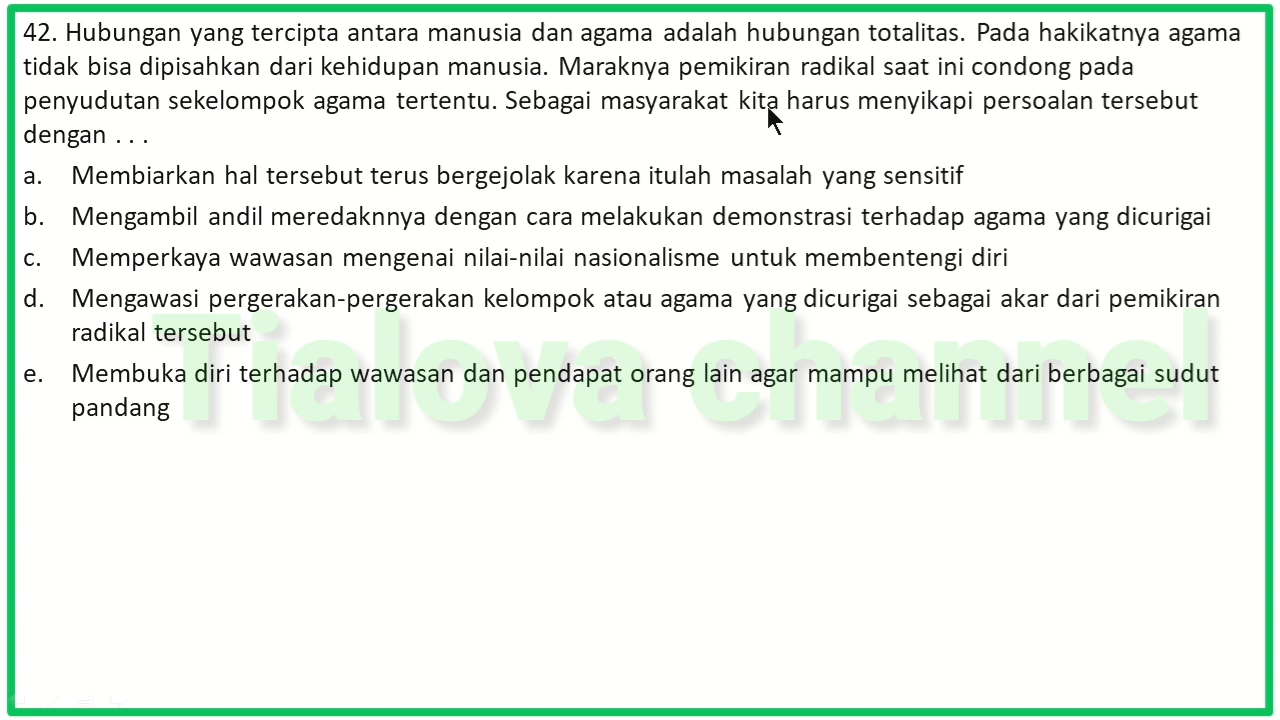 42. Hubungan yang tercipta antara manusia dan agama adalah hubungan totalitas. Pada hakikatnya agama
tidak bisa dipisahkan dari kehidupan manusia. Maraknya pemikiran radikal saat ini condong pada
penyudutan sekelompok agama tertentu. Sebagai masyarakat kita harus menyikapi persoalan tersebut
dengan . . .
a. Membiarkan hal tersebut terus bergejolak karena itulah masalah yang sensitif
b. Mengambil andil meredaknnya dengan cara melakukan demonstrasi terhadap agama yang dicurigai
c. Memperkaya wawasan mengenai nilai-nilai nasionalisme untuk membentengi diri
d. Mengawasi pergerakan-pergerakan kelompok atau agama yang dicurigai sebagai akar dari pemikiran
radikal tersebut
e. Membuka diri terhadap wawasan dan pendapat orang lain agar mampu melihat dari berbagai sudut
pandang
Tialova channel